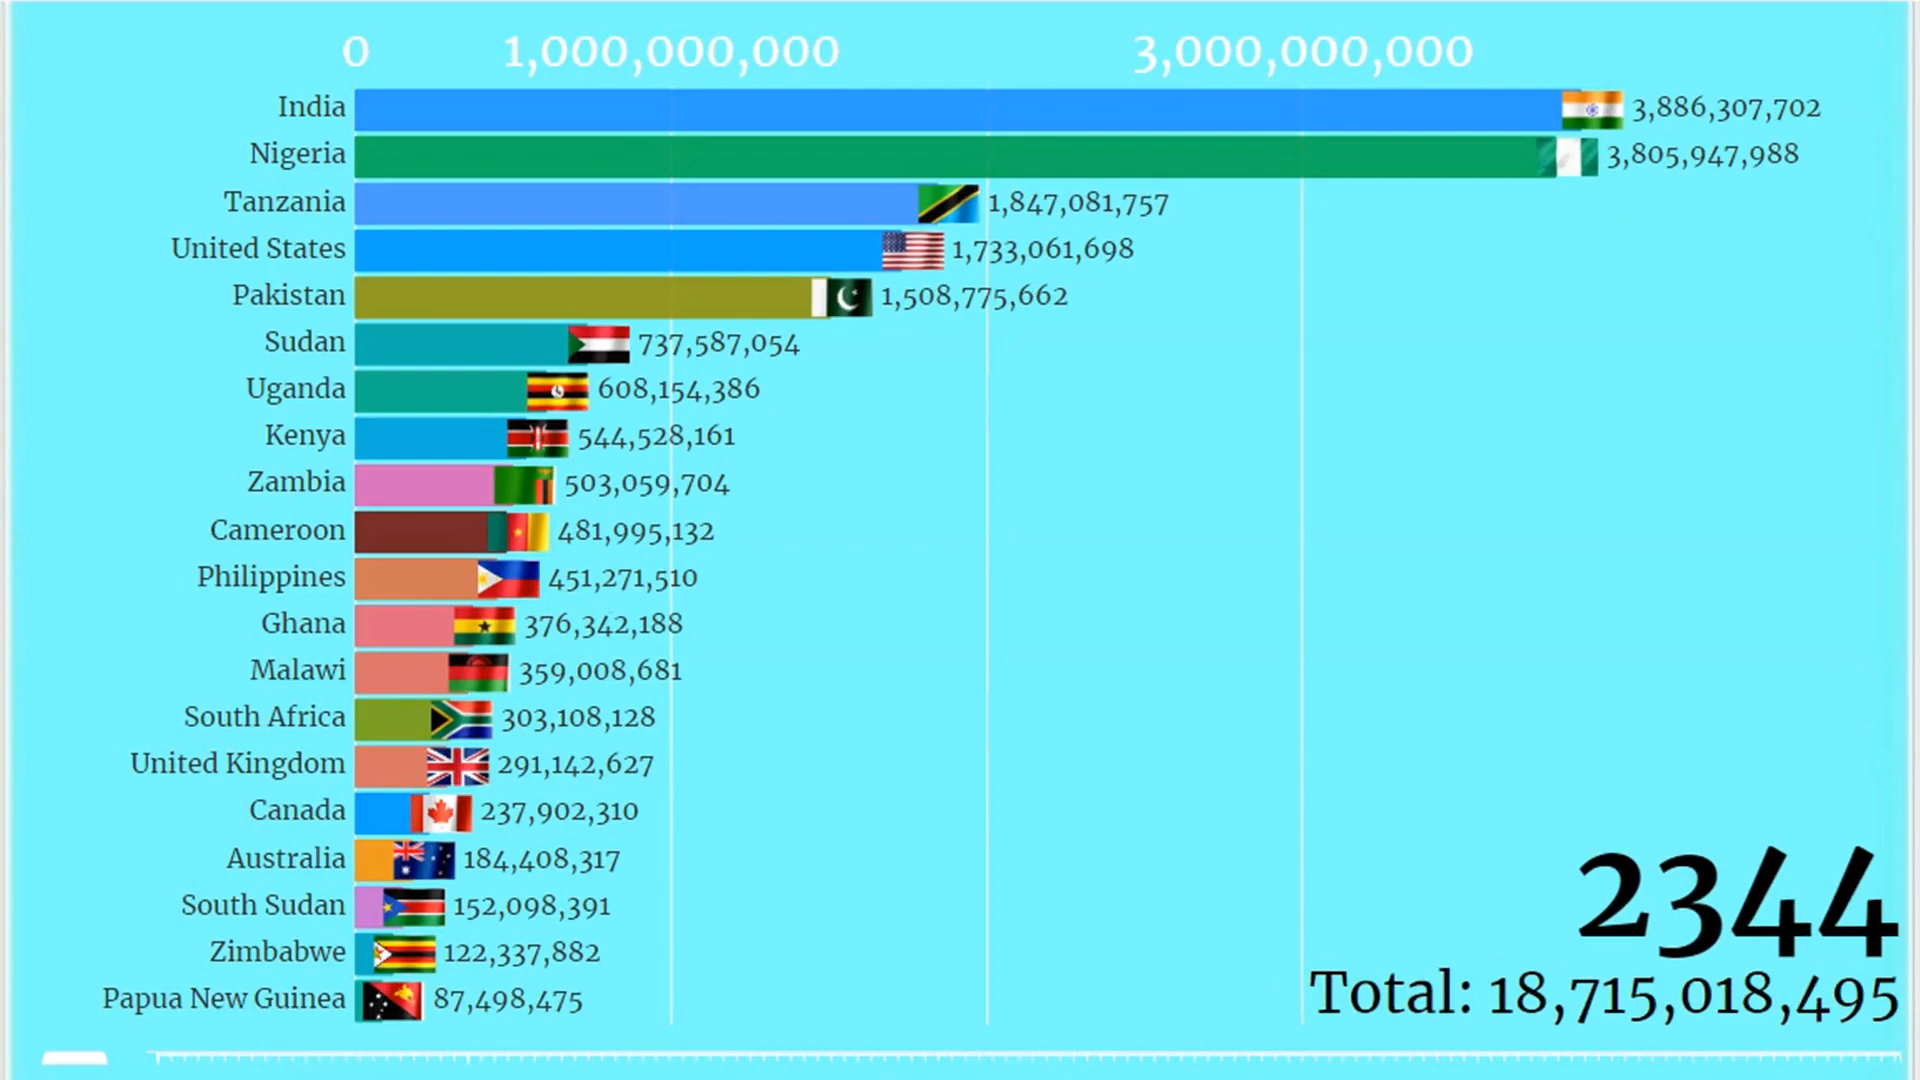 0 1,000,000,000 3,000,000,000
India 3,886,307,702
Nigeria 3,805,947,988
Tanzania 1,847,081,757
United States 1,733,061,698
Pakistan 1,508,775,662
Sudan 737,587,054
Uganda 608,154,386
Kenya 544,528,161
Zambia 503,059,704
Cameroon 481,995,132
Philippines 451,271,510
Ghana 376,342,188
Malawi 359,008,681
South Africa 303,108,128
United Kingdom 291,142,627
Canada 237,902,310
Australia 184,408,317
South Sudan 152,098,391
Zimbabwe 122,337,882
Papua New Guinea 87,498,475
2344
Total: 18,715,018,495